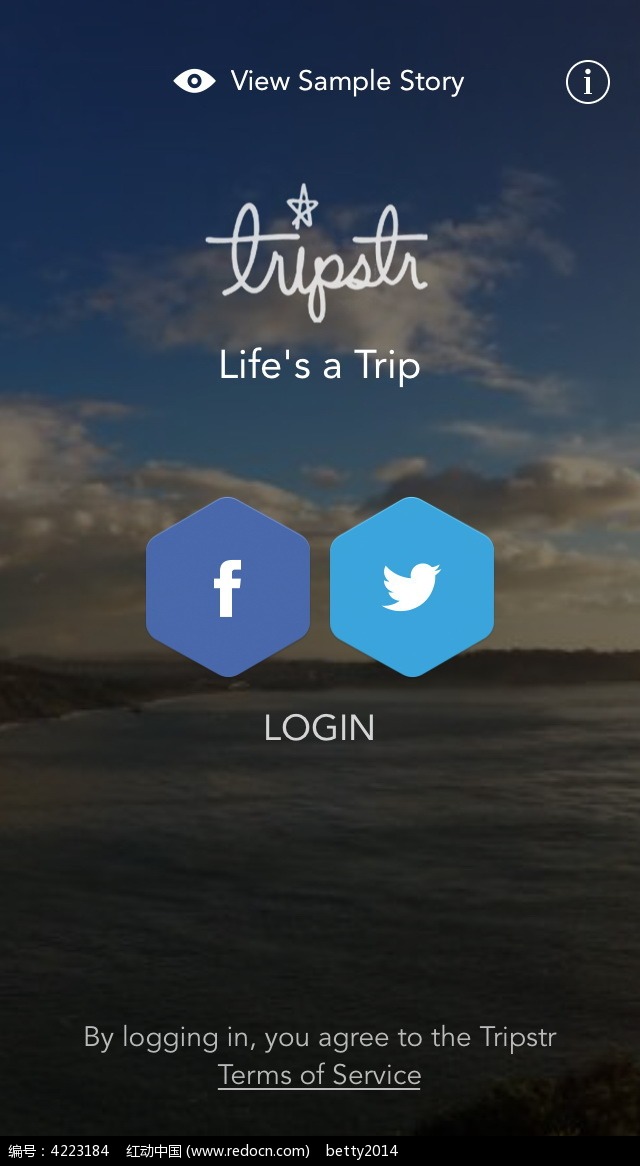 View Sample Story
tripstr
Life's a Trip
LOGIN
By logging in, you agree to the Tripstr
Terms of Service
编号：4223184 红动中国 (www.redocn.com) betty2014